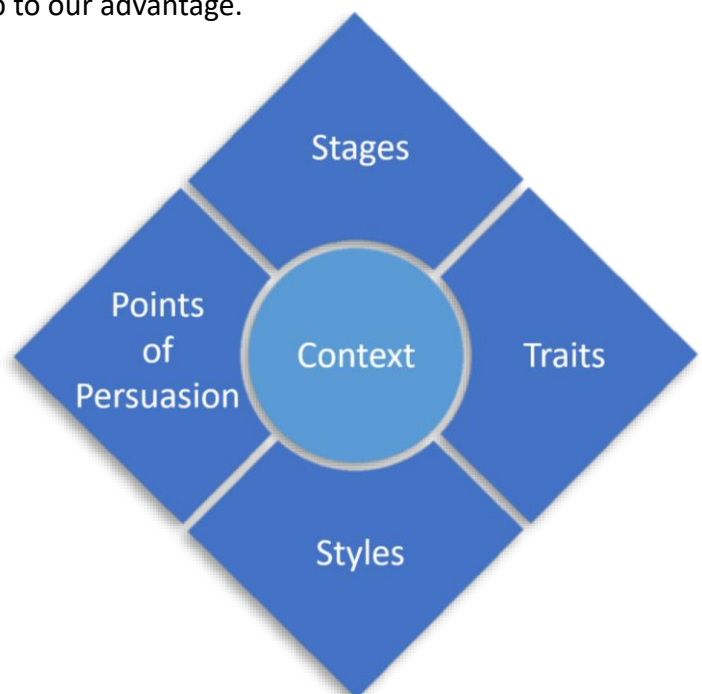 to our advantage.
Stages
Points
of
Persuasion
Context
Traits
Styles